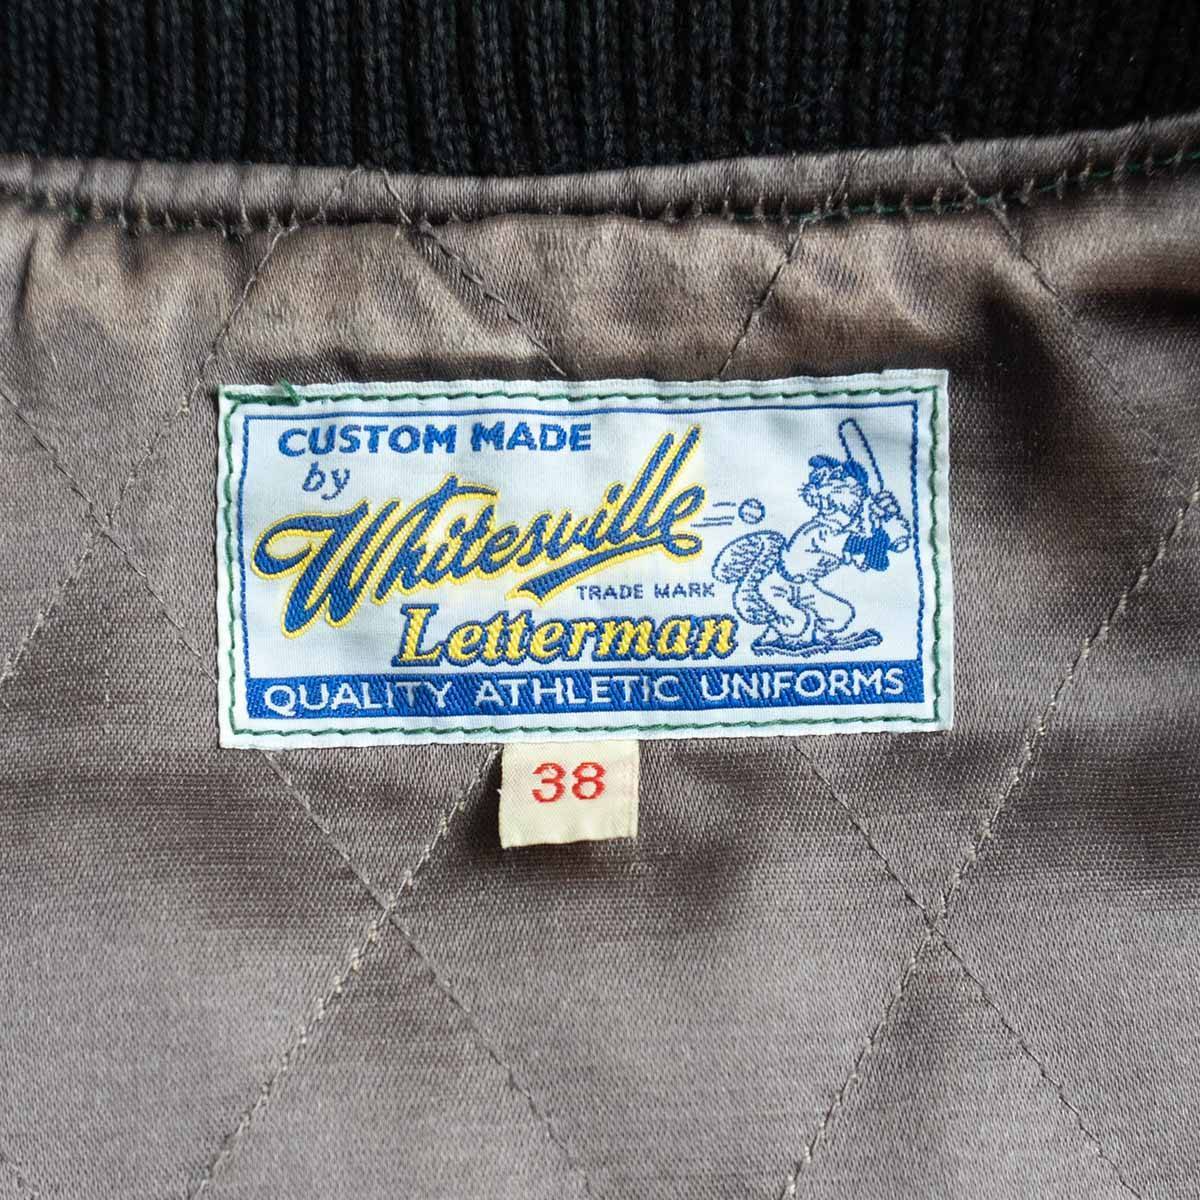 CUSTOM MADE
by
Whitesville
TRADE MARK
Letterman
QUALITY ATHLETIC UNIFORMS
38